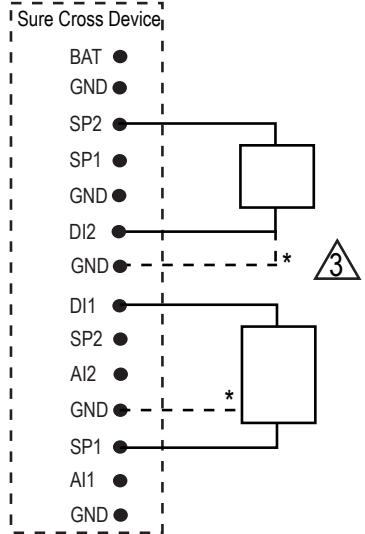 Sure Cross Device
BAT
GND
SP2
SP1
GND
DI2
GND
*
3
DI1
SP2
AI2
*
GND
SP1
AI1
GND